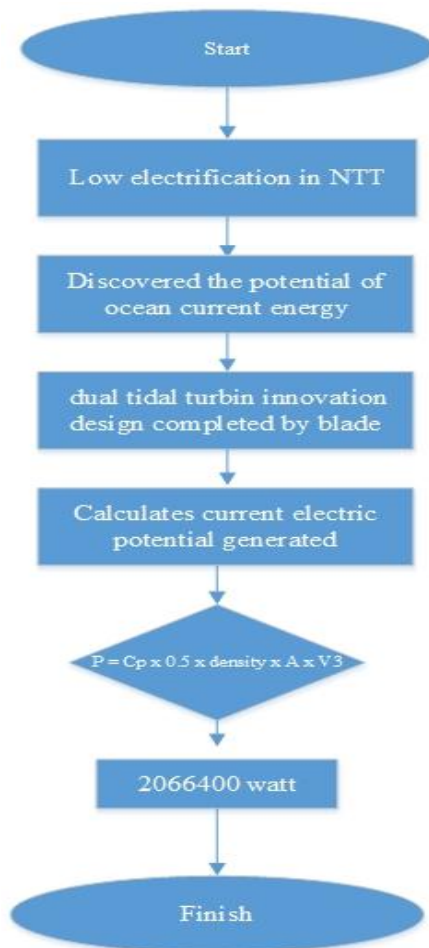 Start
Low electrification in NTT
Discovered the potential of
ocean current energy
dual tidal turbin innovation
design completed by blade
Calculates current electric
potential generated
P = Cp x 0.5 x density x A x V3
2066400 watt
Finish